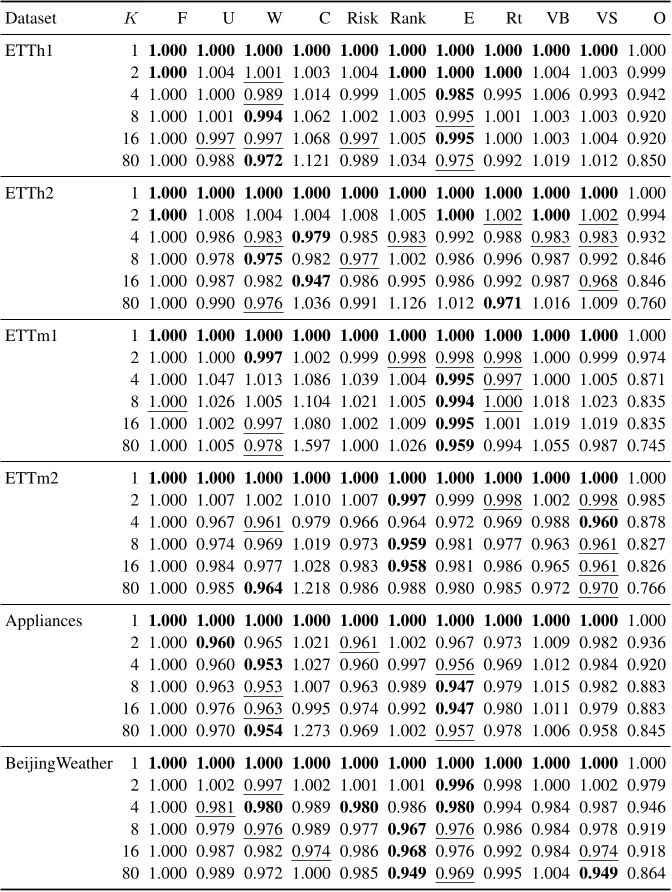 Dataset K F U W C Risk Rank E Rt VB VS O
ETTh1 1 1.000 1.000 1.000 1.000 1.000 1.000 1.000 1.000 1.000 1.000 1.000
2 1.000 1.004 1.001 1.003 1.004 1.000 1.000 1.000 1.004 1.003 0.999
4 1.000 1.000 0.989 1.014 0.999 1.005 0.985 0.995 1.006 0.993 0.942
8 1.000 1.001 0.994 1.062 1.002 1.003 0.995 1.001 1.003 1.003 0.920
16 1.000 0.997 0.997 1.068 0.997 1.005 0.995 1.000 1.003 1.004 0.920
80 1.000 0.988 0.972 1.121 0.989 1.034 0.975 0.992 1.019 1.012 0.850
ETTh2 1 1.000 1.000 1.000 1.000 1.000 1.000 1.000 1.000 1.000 1.000 1.000
2 1.000 1.008 1.004 1.004 1.008 1.005 1.000 1.002 1.000 1.002 0.994
4 1.000 0.986 0.983 0.979 0.985 0.983 0.992 0.988 0.983 0.983 0.932
8 1.000 0.978 0.975 0.982 0.977 1.002 0.986 0.996 0.987 0.992 0.846
16 1.000 0.987 0.982 0.947 0.986 0.995 0.986 0.992 0.987 0.968 0.846
80 1.000 0.990 0.976 1.036 0.991 1.126 1.012 0.971 1.016 1.009 0.760
ETTm1 1 1.000 1.000 1.000 1.000 1.000 1.000 1.000 1.000 1.000 1.000 1.000
2 1.000 1.000 0.997 1.002 0.999 0.998 0.998 0.998 1.000 0.999 0.974
4 1.000 1.047 1.013 1.086 1.039 1.004 0.995 0.997 1.000 1.005 0.871
8 1.000 1.026 1.005 1.104 1.021 1.005 0.994 1.000 1.018 1.023 0.835
16 1.000 1.002 0.997 1.080 1.002 1.009 0.995 1.001 1.019 1.019 0.835
80 1.000 1.005 0.978 1.597 1.000 1.026 0.959 0.994 1.055 0.987 0.745
ETTm2 1 1.000 1.000 1.000 1.000 1.000 1.000 1.000 1.000 1.000 1.000 1.000
2 1.000 1.007 1.002 1.010 1.007 0.997 0.999 0.998 1.002 0.998 0.985
4 1.000 0.967 0.961 0.979 0.966 0.964 0.972 0.969 0.988 0.960 0.878
8 1.000 0.974 0.969 1.019 0.973 0.959 0.981 0.977 0.963 0.961 0.827
16 1.000 0.984 0.977 1.028 0.983 0.958 0.981 0.986 0.965 0.961 0.826
80 1.000 0.985 0.964 1.218 0.986 0.988 0.980 0.985 0.972 0.970 0.766
Appliances 1 1.000 1.000 1.000 1.000 1.000 1.000 1.000 1.000 1.000 1.000 1.000
2 1.000 0.960 0.965 1.021 0.961 1.002 0.967 0.973 1.009 0.982 0.936
4 1.000 0.960 0.953 1.027 0.960 0.997 0.956 0.969 1.012 0.984 0.920
8 1.000 0.963 0.953 1.007 0.963 0.989 0.947 0.979 1.015 0.982 0.883
16 1.000 0.976 0.963 0.995 0.974 0.992 0.947 0.980 1.011 0.979 0.883
80 1.000 0.970 0.954 1.273 0.969 1.002 0.957 0.978 1.006 0.958 0.845
BeijingWeather 1 1.000 1.000 1.000 1.000 1.000 1.000 1.000 1.000 1.000 1.000 1.000
2 1.000 1.002 0.997 1.002 1.001 1.001 0.996 0.998 1.000 1.002 0.979
4 1.000 0.981 0.980 0.989 0.980 0.986 0.980 0.994 0.984 0.987 0.946
8 1.000 0.979 0.976 0.989 0.977 0.967 0.976 0.986 0.984 0.978 0.919
16 1.000 0.987 0.982 0.974 0.986 0.968 0.976 0.992 0.984 0.974 0.918
80 1.000 0.989 0.972 1.000 0.985 0.949 0.969 0.995 1.004 0.949 0.864